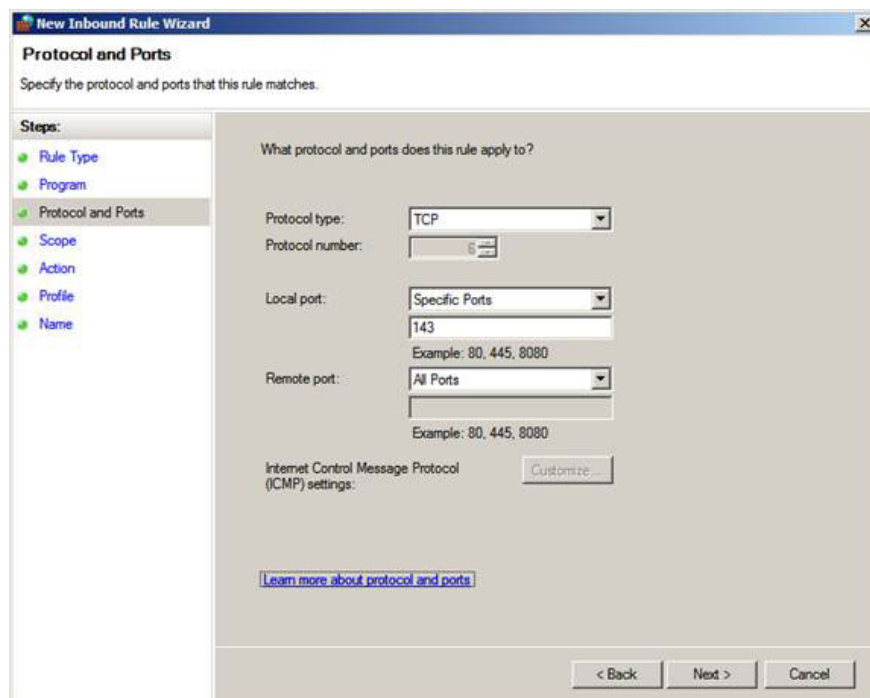 New Inbound Rule Wizard
Protocol and Ports
Specify the protocol and ports that this rule matches.
Steps:
Rule Type
Program
Protocol and Ports
Scope
Action
Profile
Name
What protocol and ports does this rule apply to?
Protocol type: TCP
Protocol number: 6
Local port: Specific Ports
143
Example: 80, 445, 8080
Remote port: All Ports
Example: 80, 445, 8080
Internet Control Message Protocol
(ICMP) settings:
Customize...
Learn more about protocol and ports
< Back Next > Cancel